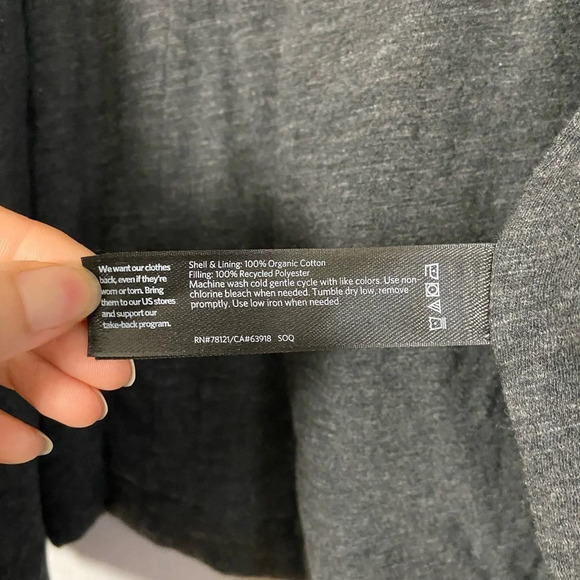 We want our clothes
back, even if they're
worn or torn. Bring
them to our US stores
and support our
take-back program.
Shell & Lining: 100% Organic Cotton
Filling: 100% Recycled Polyester
Machine wash cold gentle cycle with like colors. Use non-
chlorine bleach when needed. Tumble dry low, remove
promptly. Use low iron when needed.
RN#78121/CA#63918 SOQ